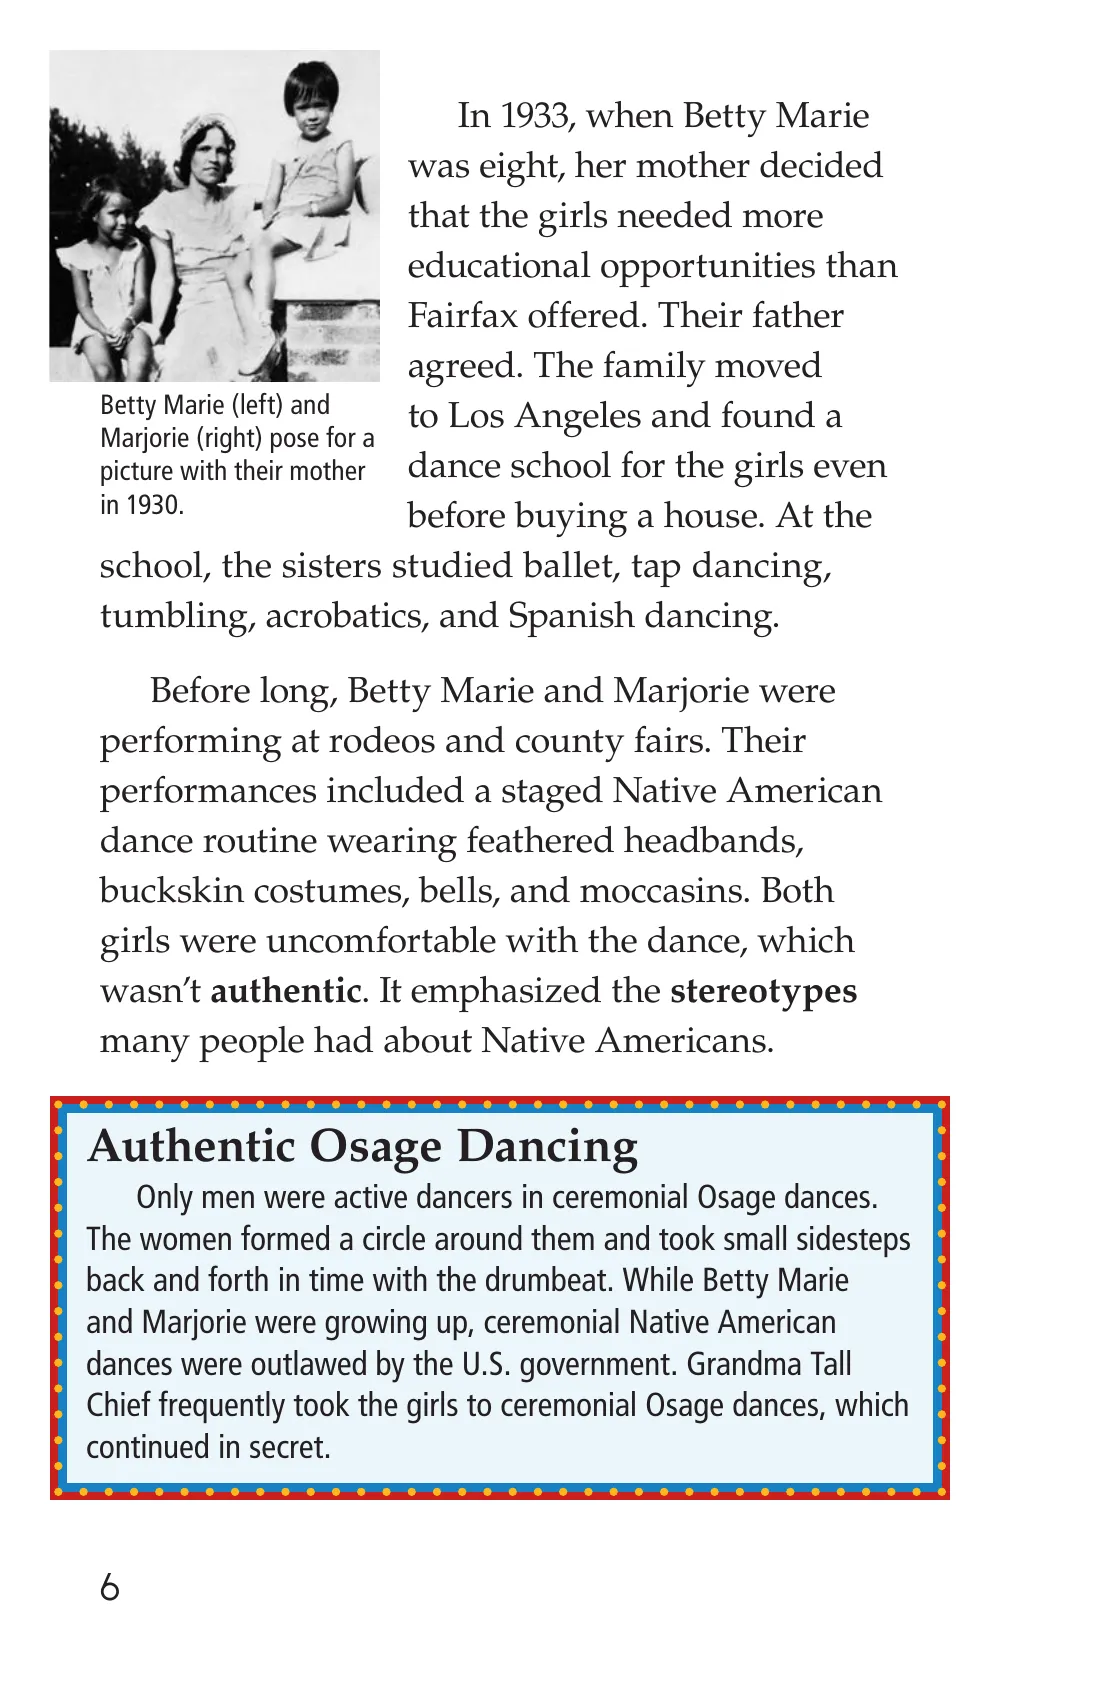 In 1933, when Betty Marie
was eight, her mother decided
that the girls needed more
educational opportunities than
Fairfax offered. Their father
agreed. The family moved
to Los Angeles and found a
dance school for the girls even
before buying a house. At the
school, the sisters studied ballet, tap dancing,
tumbling, acrobatics, and Spanish dancing.
Betty Marie (left) and
Marjorie (right) pose for a
picture with their mother
in 1930.
Before long, Betty Marie and Marjorie were
performing at rodeos and county fairs. Their
performances included a staged Native American
dance routine wearing feathered headbands,
buckskin costumes, bells, and moccasins. Both
girls were uncomfortable with the dance, which
wasn’t authentic. It emphasized the stereotypes
many people had about Native Americans.
Authentic Osage Dancing
Only men were active dancers in ceremonial Osage dances.
The women formed a circle around them and took small sidesteps
back and forth in time with the drumbeat. While Betty Marie
and Marjorie were growing up, ceremonial Native American
dances were outlawed by the U.S. government. Grandma Tall
Chief frequently took the girls to ceremonial Osage dances, which
continued in secret.
6